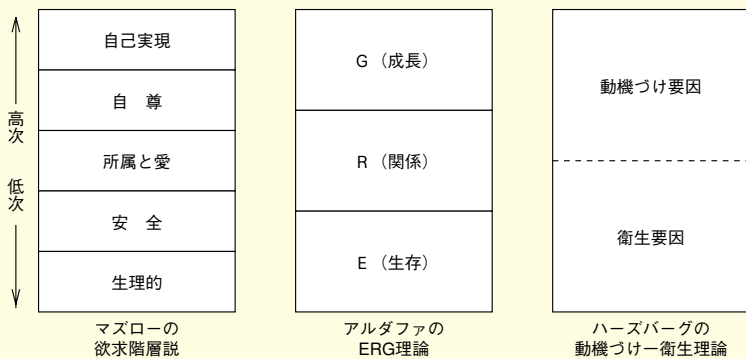 高次
低次
自己実現
自　尊
所属と愛
安　全
生理的
マズローの
欲求階層説
G（成長）
R（関係）
E（生存）
アルダファの
ERG理論
動機づけ要因
衛生要因
ハーズバーグの
動機づけー衛生理論